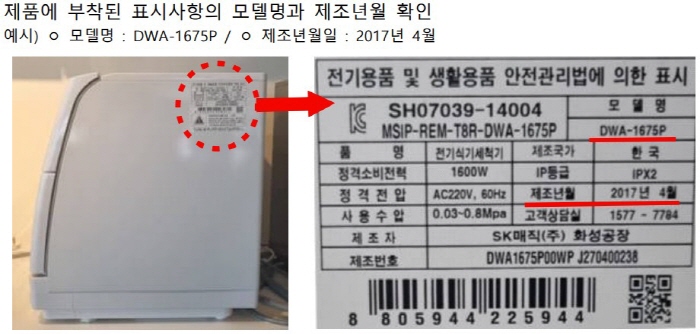 제품에 부착된 표시사항의 모델명과 제조년월 확인
예시) ㅇ 모델명 : DWA-1675P / ㅇ 제조년월일 : 2017년 4월
전기용품 및 생활용품 안전관리법에 의한 표시
SH07039-14004
MSIP-REM-T8R-DWA-1675P
모 델 명
DWA-1675P
품 명 전기식기세척기 제조국가 한 국
정격소비전력 1600W IP등급 IPX2
정 격 전 압 AC220V, 60Hz 제조년월 2017년 4월
사 용 수 압 0.03~0.8Mpa 고객상담실 1577 - 7784
제 조 자 SK매직(주) 화성공장
제조번호 DWA1675P00WP J270400238
8 805944 225944